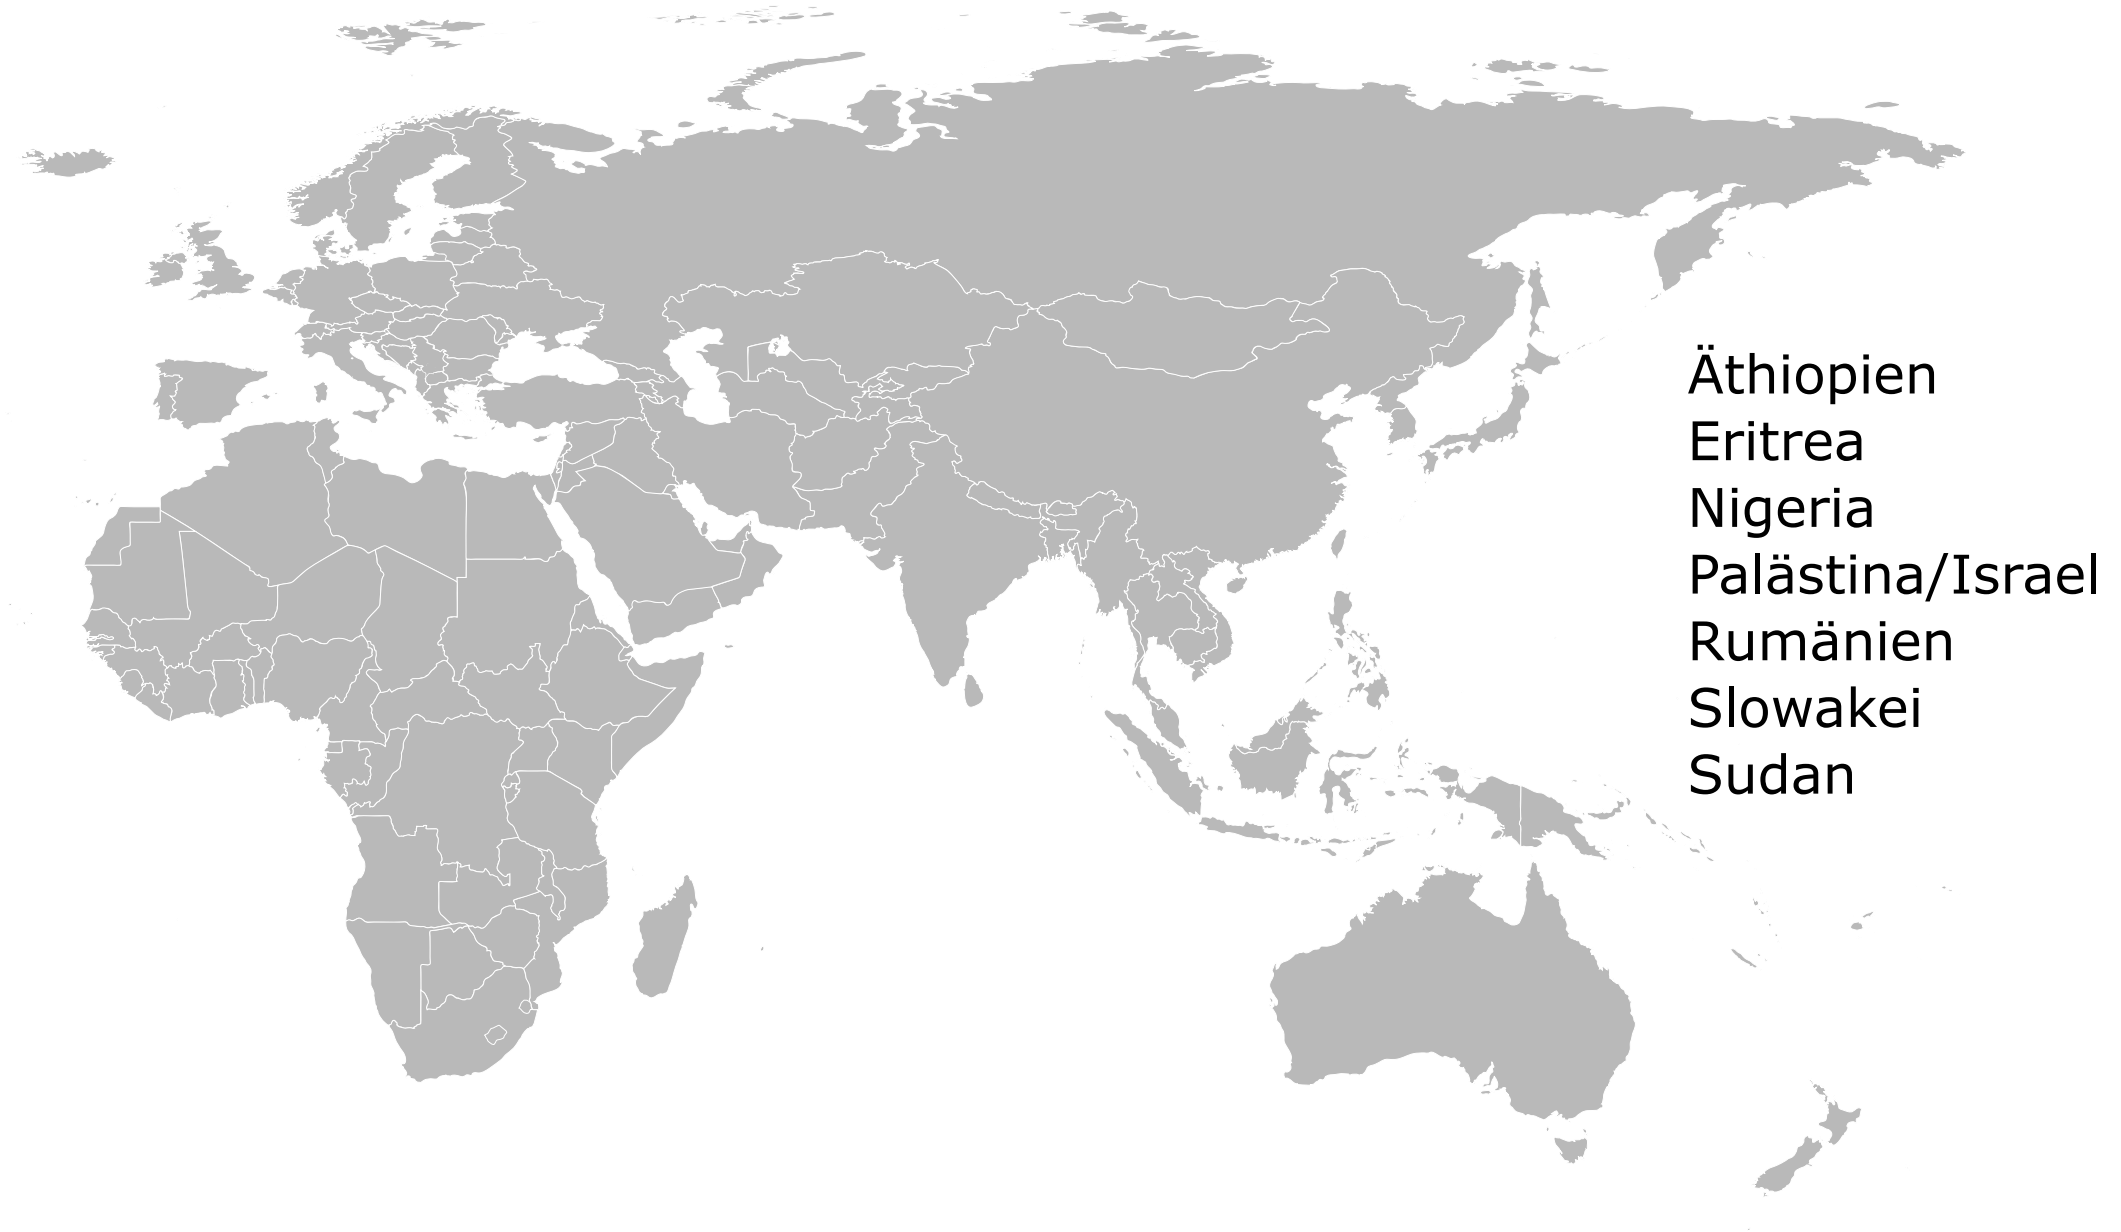 Äthiopien
Eritrea
Nigeria
Palästina/Israel
Rumänien
Slowakei
Sudan